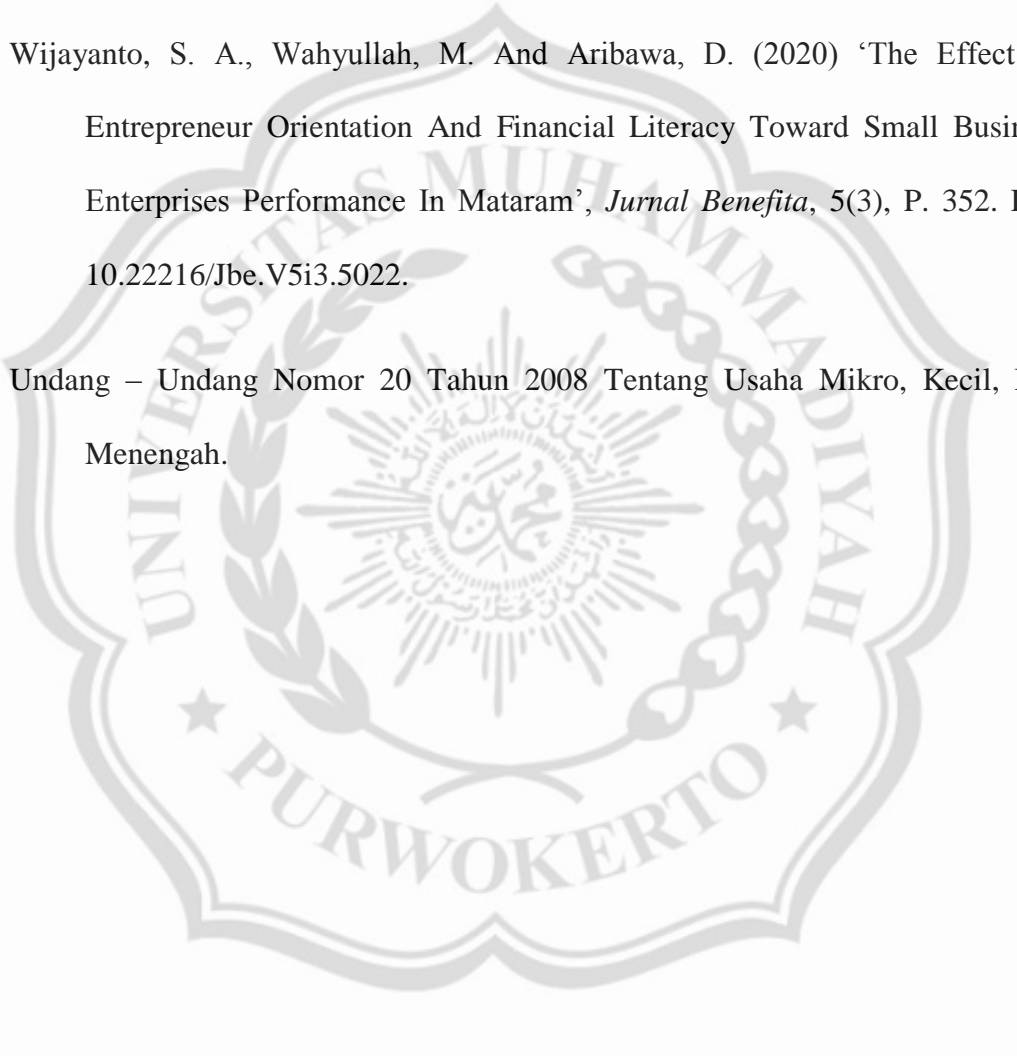 Wijayanto, S. A., Wahyullah, M. And Aribawa, D. (2020) ‘The Effect
Entrepreneur Orientation And Financial Literacy Toward Small
Enterprises Performance In Mataram’, Jurnal Benefita, 5(3), P. 352.
10.22216/Jbe.V5i3.5022.
Undang – Undang Nomor 20 Tahun 2008 Tentang Usaha Mikro, Kecil,
Menengah.
UNIVERSITAS MUHAMMADIYAH
PURWOKERTO